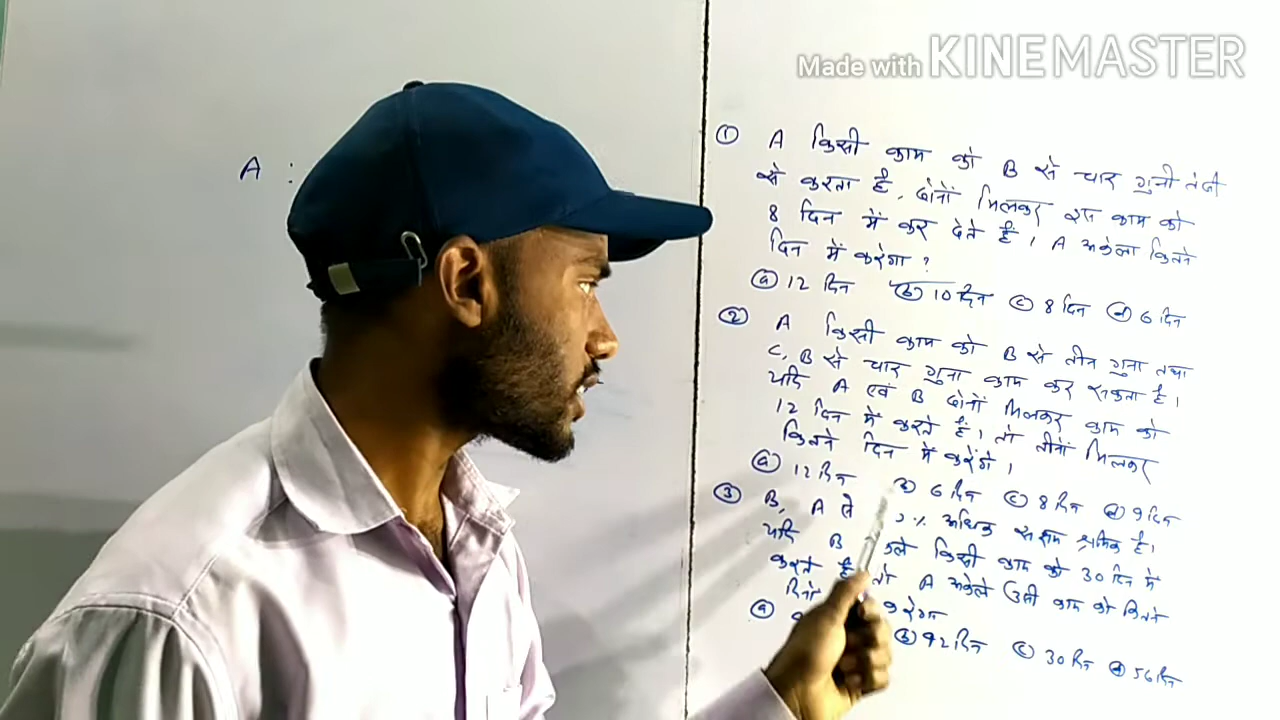 Made with KINEMASTER
A :
① A किसी काम को B से चार गुनी तेजी
से करता है, दोनों मिलकर उस काम को
8 दिन में कर देते हैं। A अकेला कितने
दिन में करेगा ?
ⓐ 12 दिन ⓑ 10 दिन ⓒ 8 दिन ⓓ 6 दिन
② A किसी काम को B से तीन गुना तथा
C, B से चार गुना काम कर सकता है।
यदि A एवं B दोनों मिलकर काम को
12 दिन में करते हैं। तो तीनों मिलकर
कितने दिन में करेंगे ।
ⓐ 12 दिन ⓑ 6 दिन ⓒ 8 दिन ⓓ 9 दिन
③ B, A से % अधिक सक्षम श्रमिक है।
यदि B किसी काम को 30 दिन में
करते है तो A अकेले उसी काम को कितने
करेगा
ⓐ ⓑ 42 दिन ⓒ 30 दिन ⓓ 56 दिन